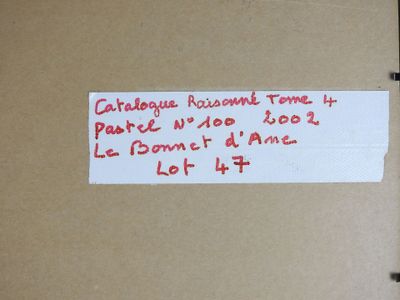 Catalogue Raisonné Tome 4
Pastel N° 100 2002
Le Bonnet d'Ane
Lot 47